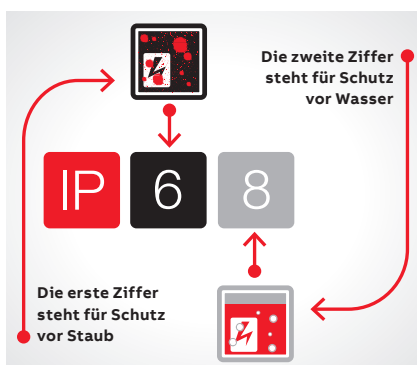 Die zweite Ziffer
steht für Schutz
vor Wasser
IP 6 8
Die erste Ziffer
steht für Schutz
vor Staub